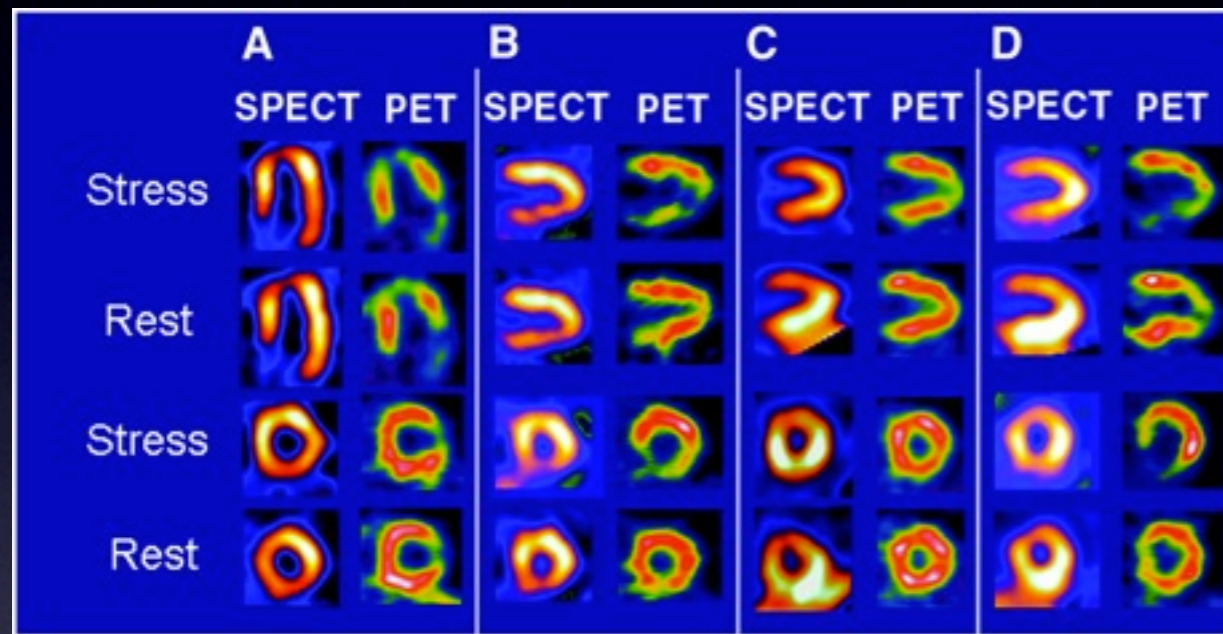 A B C D
SPECT PET SPECT PET SPECT PET SPECT PET
Stress
Rest
Stress
Rest